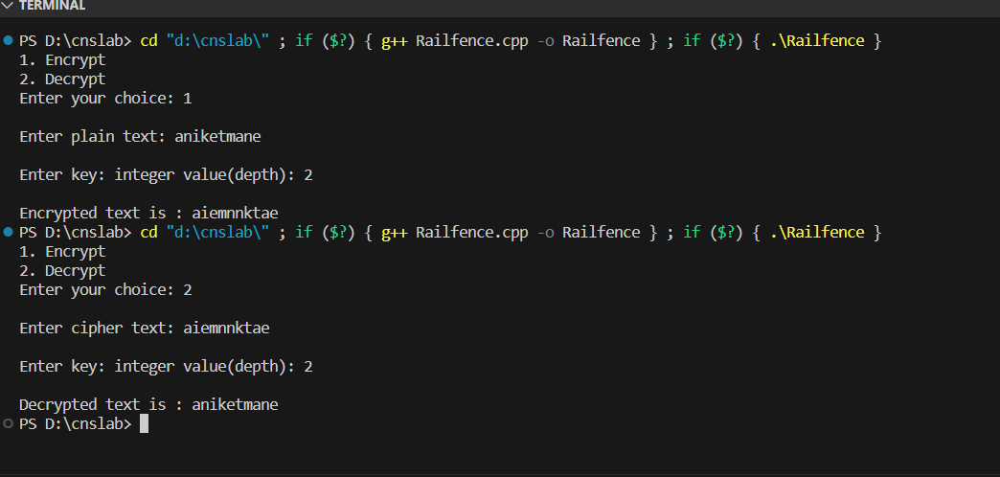 TERMINAL
PS D:\cnslab> cd "d:\cnslab\" ; if ($?) { g++ Railfence.cpp -o Railfence } ; if ($?) { .\Railfence }
1. Encrypt
2. Decrypt
Enter your choice: 1
Enter plain text: aniketmane
Enter key: integer value(depth): 2
Encrypted text is : aiemnnktae
PS D:\cnslab> cd "d:\cnslab\" ; if ($?) { g++ Railfence.cpp -o Railfence } ; if ($?) { .\Railfence }
1. Encrypt
2. Decrypt
Enter your choice: 2
Enter cipher text: aiemnnktae
Enter key: integer value(depth): 2
Decrypted text is : aniketmane
PS D:\cnslab>